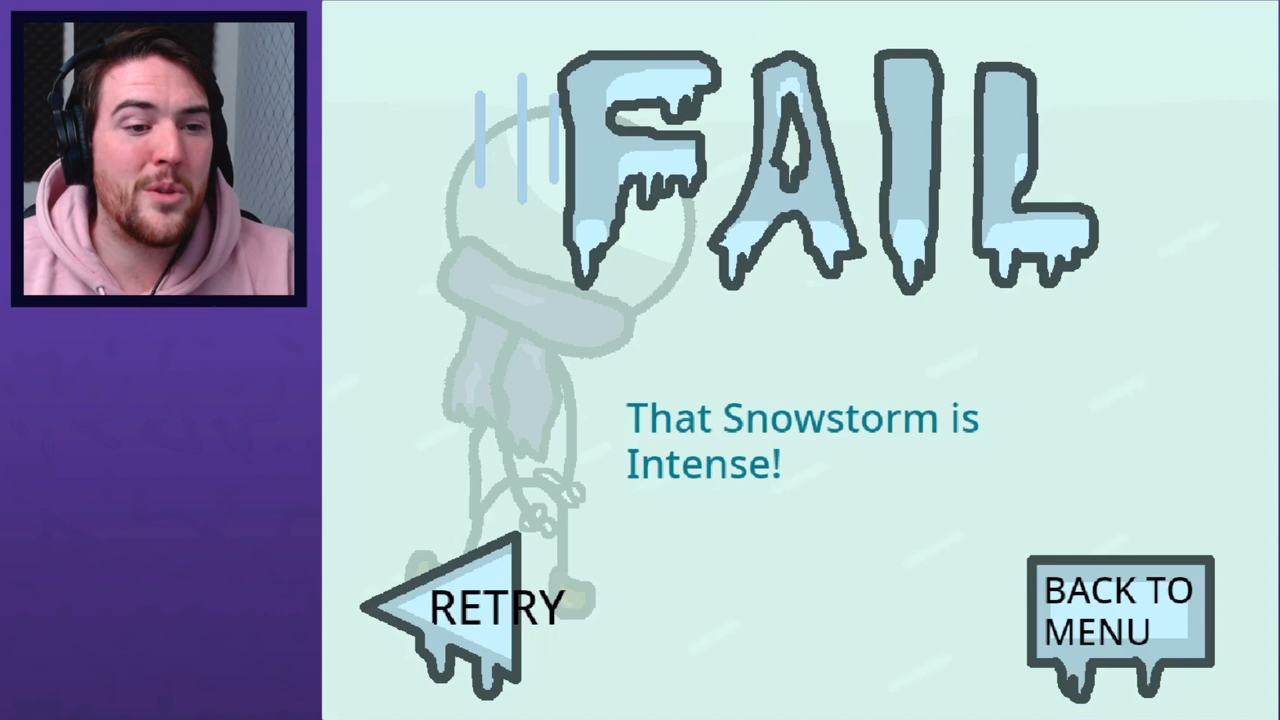 FAIL
That Snowstorm is
Intense!
RETRY
BACK TO
MENU